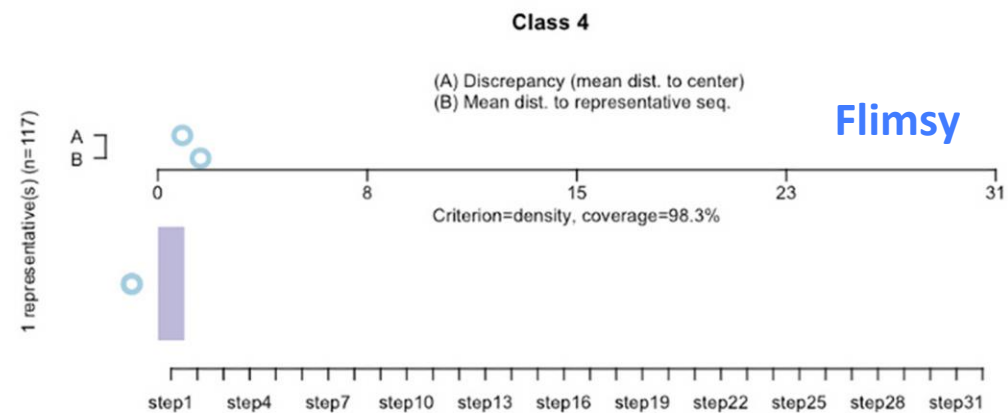 Class 4
(A) Discrepancy (mean dist. to center)
(B) Mean dist. to representative seq.
Flimsy
1 representative(s) (n=117)
A
B
0 8 15 23 31
Criterion=density, coverage=98.3%
step1 step4 step7 step10 step13 step16 step19 step22 step25 step28 step31